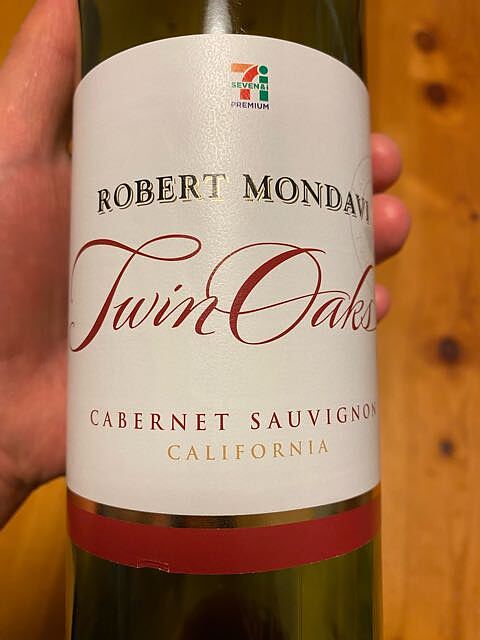 SEVEN&i
PREMIUM
ROBERT MONDAVI
Twin Oaks
CABERNET SAUVIGNON
CALIFORNIA